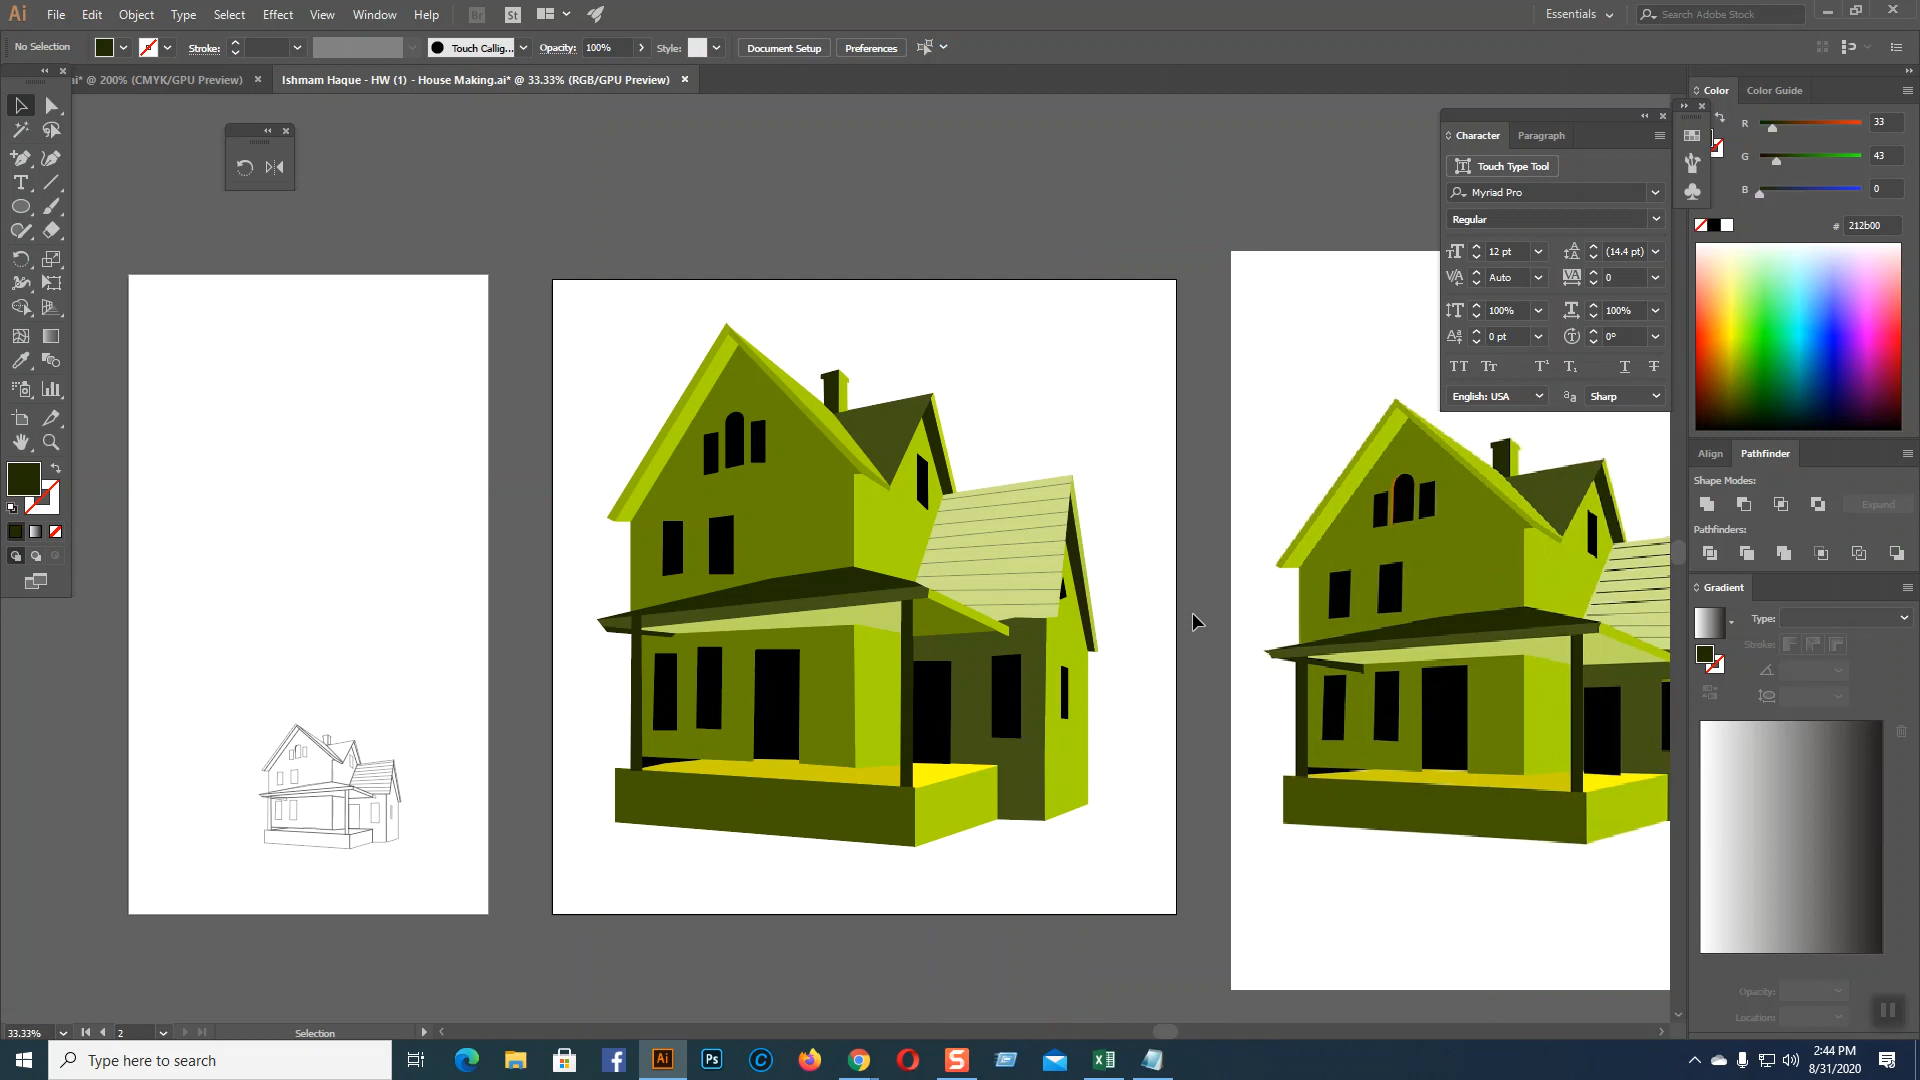 Ai File Edit Object Type Select Effect View Window Help Br St Essentials Search Adobe Stock
No Selection Stroke: Touch Callig... Opacity: 100% Style: Document Setup Preferences
ai* @ 200% (CMYK/GPU Preview) Ishmam Haque - HW (1) - House Making.ai* @ 33.33% (RGB/GPU Preview)
Color Color Guide
R 33
Character Paragraph
G 43
Touch Type Tool
B 0
Myriad Pro
Regular
# 212b00
12 pt (14.4 pt)
Auto 0
100% 100%
0 pt 0°
English: USA Sharp
Align Pathfinder
Shape Modes:
Expand
Pathfinders:
Gradient
Type:
Stroke:
Opacity:
Location:
33.33% 2 Selection
Type here to search
Ai Ps
2:44 PM
8/31/2020